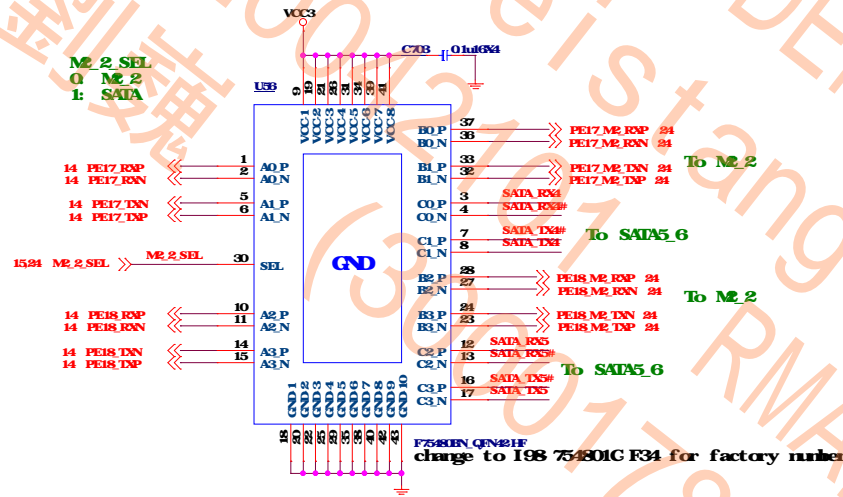 VCC3
C703 0.1u16X4
M2_2_SEL
0: M2_2
1: SATA
U56
9 19 21 26 31 34 39 41
VCC1 VCC2 VCC3 VCC4 VCC5 VCC6 VCC7 VCC8
14 PE17_RXP 1 A0_P
14 PE17_RXN 2 A0_N
14 PE17_TXN 5 A1_P
14 PE17_TXP 6 A1_N
15,24 M2_2_SEL M2_2_SEL 30 SEL
14 PE18_RXP 10 A2_P
14 PE18_RXN 11 A2_N
14 PE18_TXN 14 A3_P
14 PE18_TXP 15 A3_N
GND
B0_P 37 PE17_M2_RXP 24
B0_N 36 PE17_M2_RXN 24
B1_P 33 PE17_M2_TXN 24
B1_N 32 PE17_M2_TXP 24
To M2_2
C0_P 3 SATA_RX4
C0_N 4 SATA_RX4#
C1_P 7 SATA_TX4#
C1_N 8 SATA_TX4
To SATA5_6
B2_P 28 PE18_M2_RXP 24
B2_N 27 PE18_M2_RXN 24
B3_P 24 PE18_M2_TXN 24
B3_N 23 PE18_M2_TXP 24
To M2_2
C2_P 12 SATA_RX5
C2_N 13 SATA_RX5#
C3_P 16 SATA_TX5#
C3_N 17 SATA_TX5
To SATA5_6
GND1 GND2 GND3 GND4 GND5 GND6 GND7 GND8 GND9 GND10
18 20 22 25 29 35 38 40 42 43
F75480BN_QFN42-HF
change to I98-754801C-F34 for factory number
劉巍
RMA